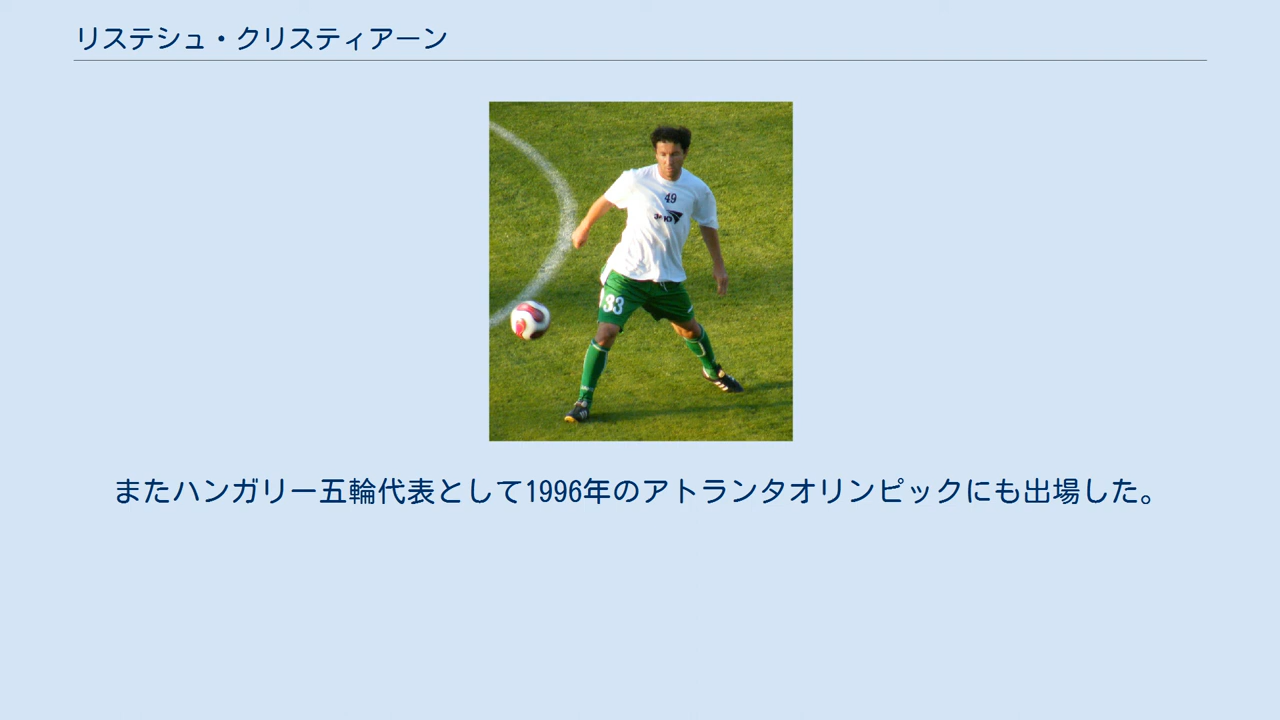 リステシュ・クリスティアーン
49
33
またハンガリー五輪代表として1996年のアトランタオリンピックにも出場した。